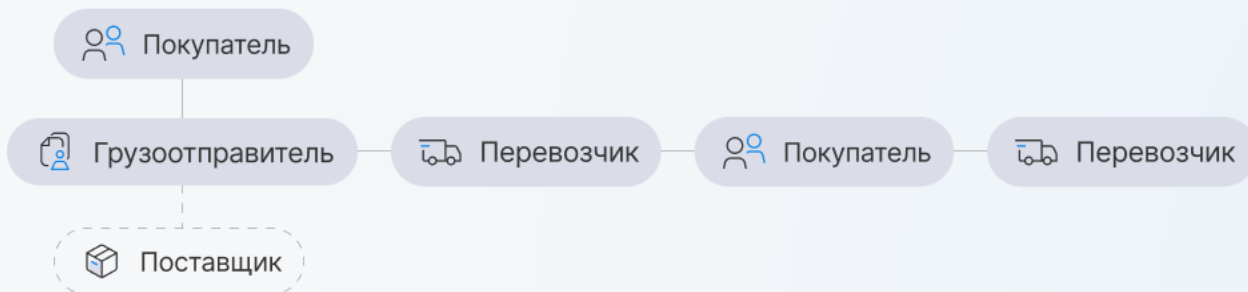 Покупатель
Грузоотправитель
Перевозчик
Покупатель
Перевозчик
Поставщик